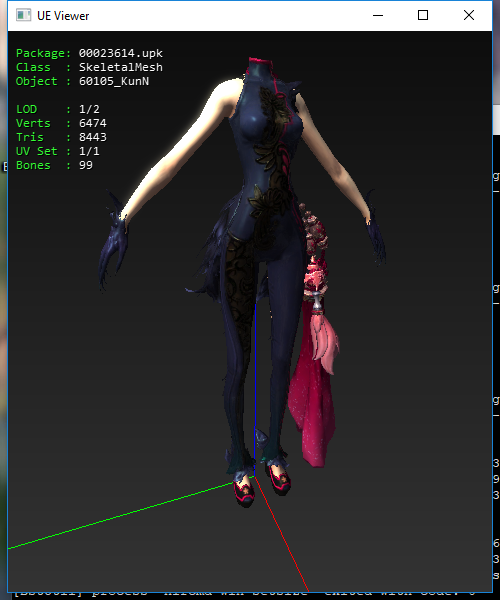 UE Viewer
Package: 00023614.upk
Class : SkeletalMesh
Object : 60105_KunN
LOD : 1/2
Verts : 6474
Tris : 8443
UV Set : 1/1
Bones : 99